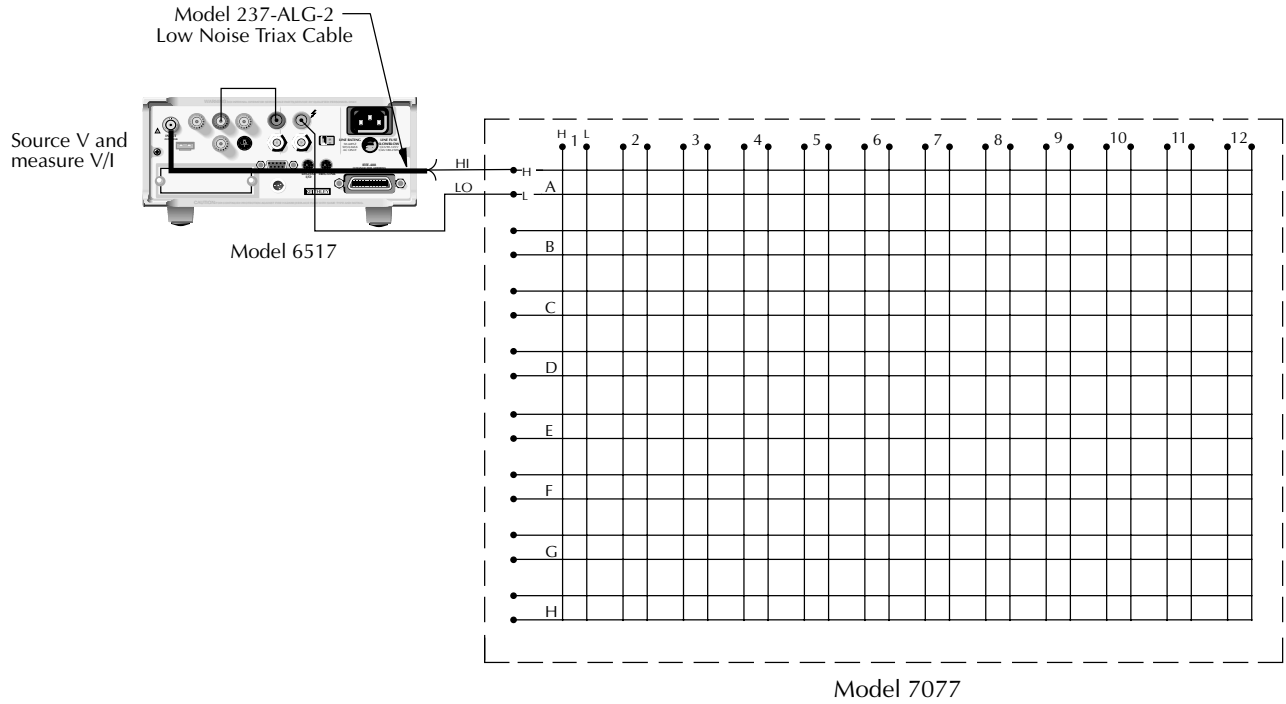 Model 237-ALG-2
Low Noise Triax Cable
Source V and
measure V/I
HI
LO
Model 6517
H 1 L 2 3 4 5 6 7 8 9 10 11 12
H
A
L
B
C
D
E
F
G
H
Model 7077